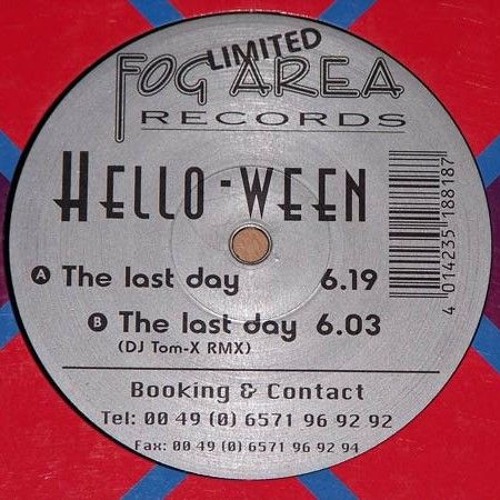 LIMITED
FOG AREA
RECORDS
HELLO-WEEN
A The last day 6.19
B The last day 6.03
(DJ Tom-X RMX)
4 014235 188187
Booking & Contact
Tel: 00 49 (0) 6571 96 92 92
Fax: 00 49 (0) 6571 96 92 94